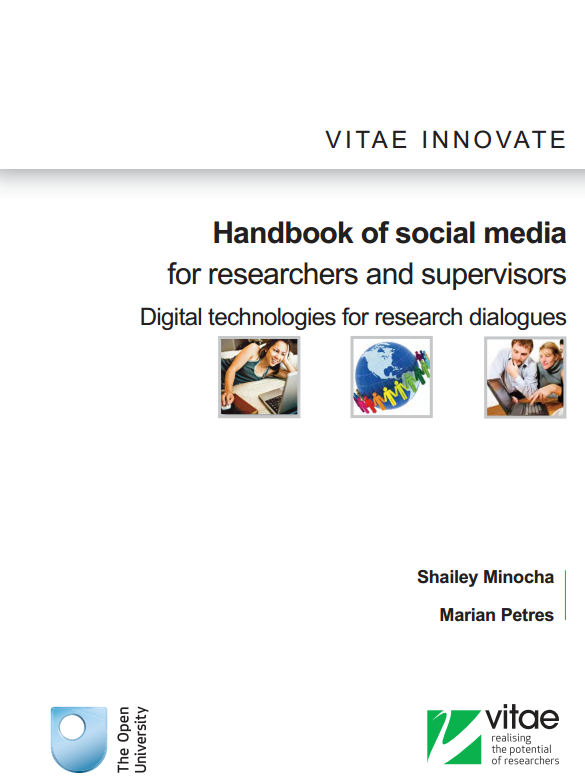 VITAE INNOVATE
Handbook of social media
for researchers and supervisors
Digital technologies for research dialogues
Shailey Minocha
Marian Petres
The Open
University
vitae
realising
the potential
of researchers